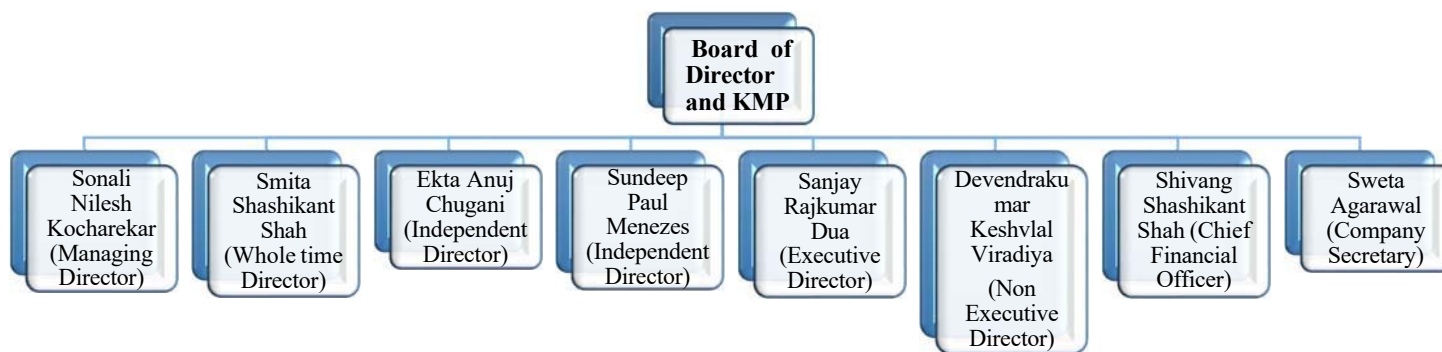 Board of
Director
and KMP
Sonali
Nilesh
Kocharekar
(Managing
Director)
Smita
Shashikant
Shah
(Whole time
Director)
Ekta Anuj
Chugani
(Independent
Director)
Sundeep
Paul
Menezes
(Independent
Director)
Sanjay
Rajkumar
Dua
(Executive
Director)
Devendraku
mar
Keshvlal
Viradiya
(Non
Executive
Director)
Shivang
Shashikant
Shah (Chief
Financial
Officer)
Sweta
Agarawal
(Company
Secretary)